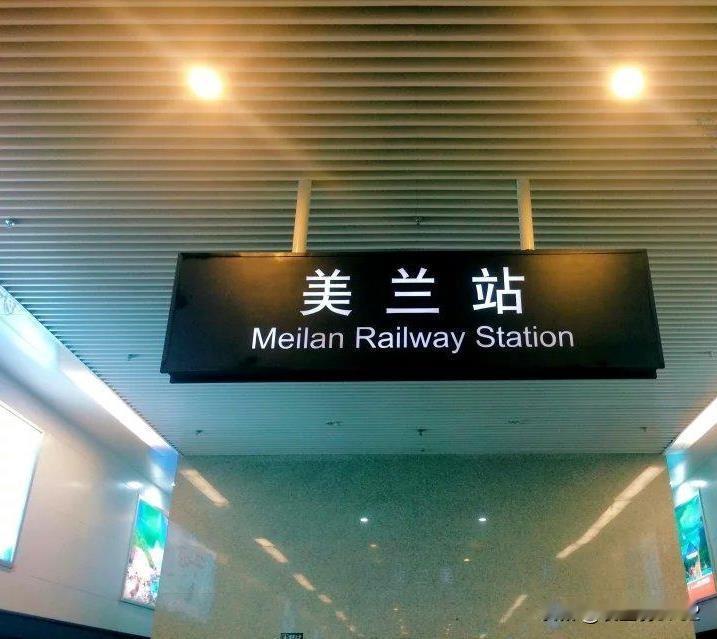 美兰站
Meilan Railway Station